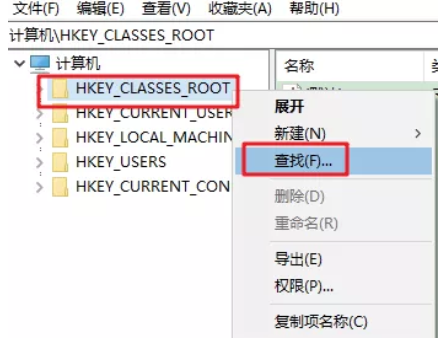 文件(F) 编辑(E) 查看(V) 收藏夹(A) 帮助(H)
计算机\HKEY_CLASSES_ROOT
计算机
名称
HKEY_CLASSES_ROOT
展开
HKEY_CURRENT_USER
新建(N)
HKEY_LOCAL_MACHIN
查找(F)...
HKEY_USERS
HKEY_CURRENT_CON
删除(D)
重命名(R)
导出(E)
权限(P)...
复制项名称(C)